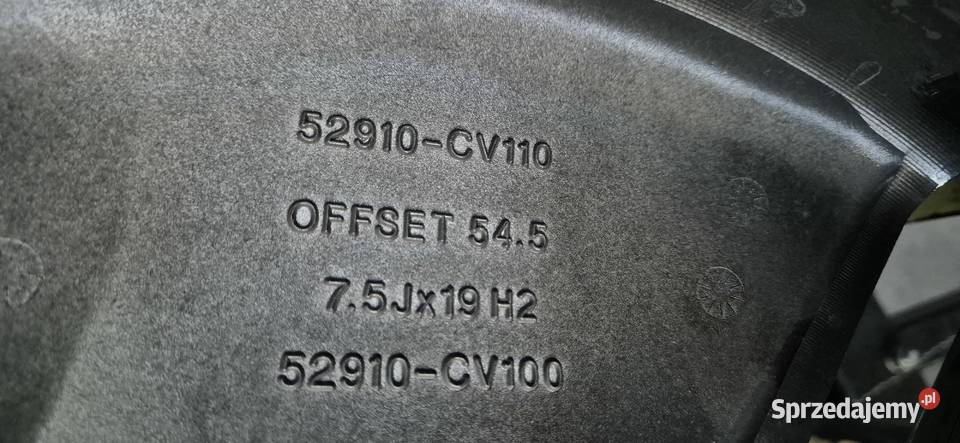 52910-CV110
OFFSET 54.5
7.5Jx19 H2
52910-CV100
Sprzedajemy.pl